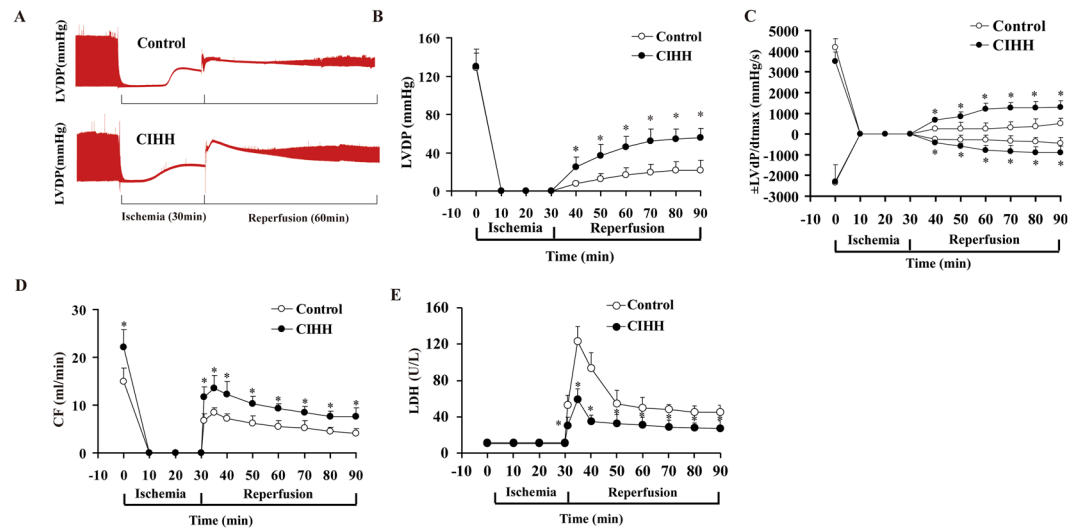 A
LVDP(mmHg)
Control
LVDP(mmHg)
CIHH
Ischemia (30min)
Reperfusion (60min)
B
Control
CIHH
LVDP (mmHg)
160
120
80
40
0
* * * * * *
-10 0 10 20 30 40 50 60 70 80 90
Ischemia Reperfusion
Time (min)
C
Control
CIHH
±LVdP/dtmax (mmHg/s)
5000
4000
3000
2000
1000
0
-1000
-2000
-3000
* * * * * *
* * * * * *
-10 0 10 20 30 40 50 60 70 80 90
Ischemia Reperfusion
Time (min)
D
Control
CIHH
CF (ml/min)
30
20
10
0
* * * * * * * * *
-10 0 10 20 30 40 50 60 70 80 90
Ischemia Reperfusion
Time (min)
E
Control
CIHH
LDH (U/L)
160
120
80
40
0
* * * * * * * *
-10 0 10 20 30 40 50 60 70 80 90
Ischemia Reperfusion
Time (min)